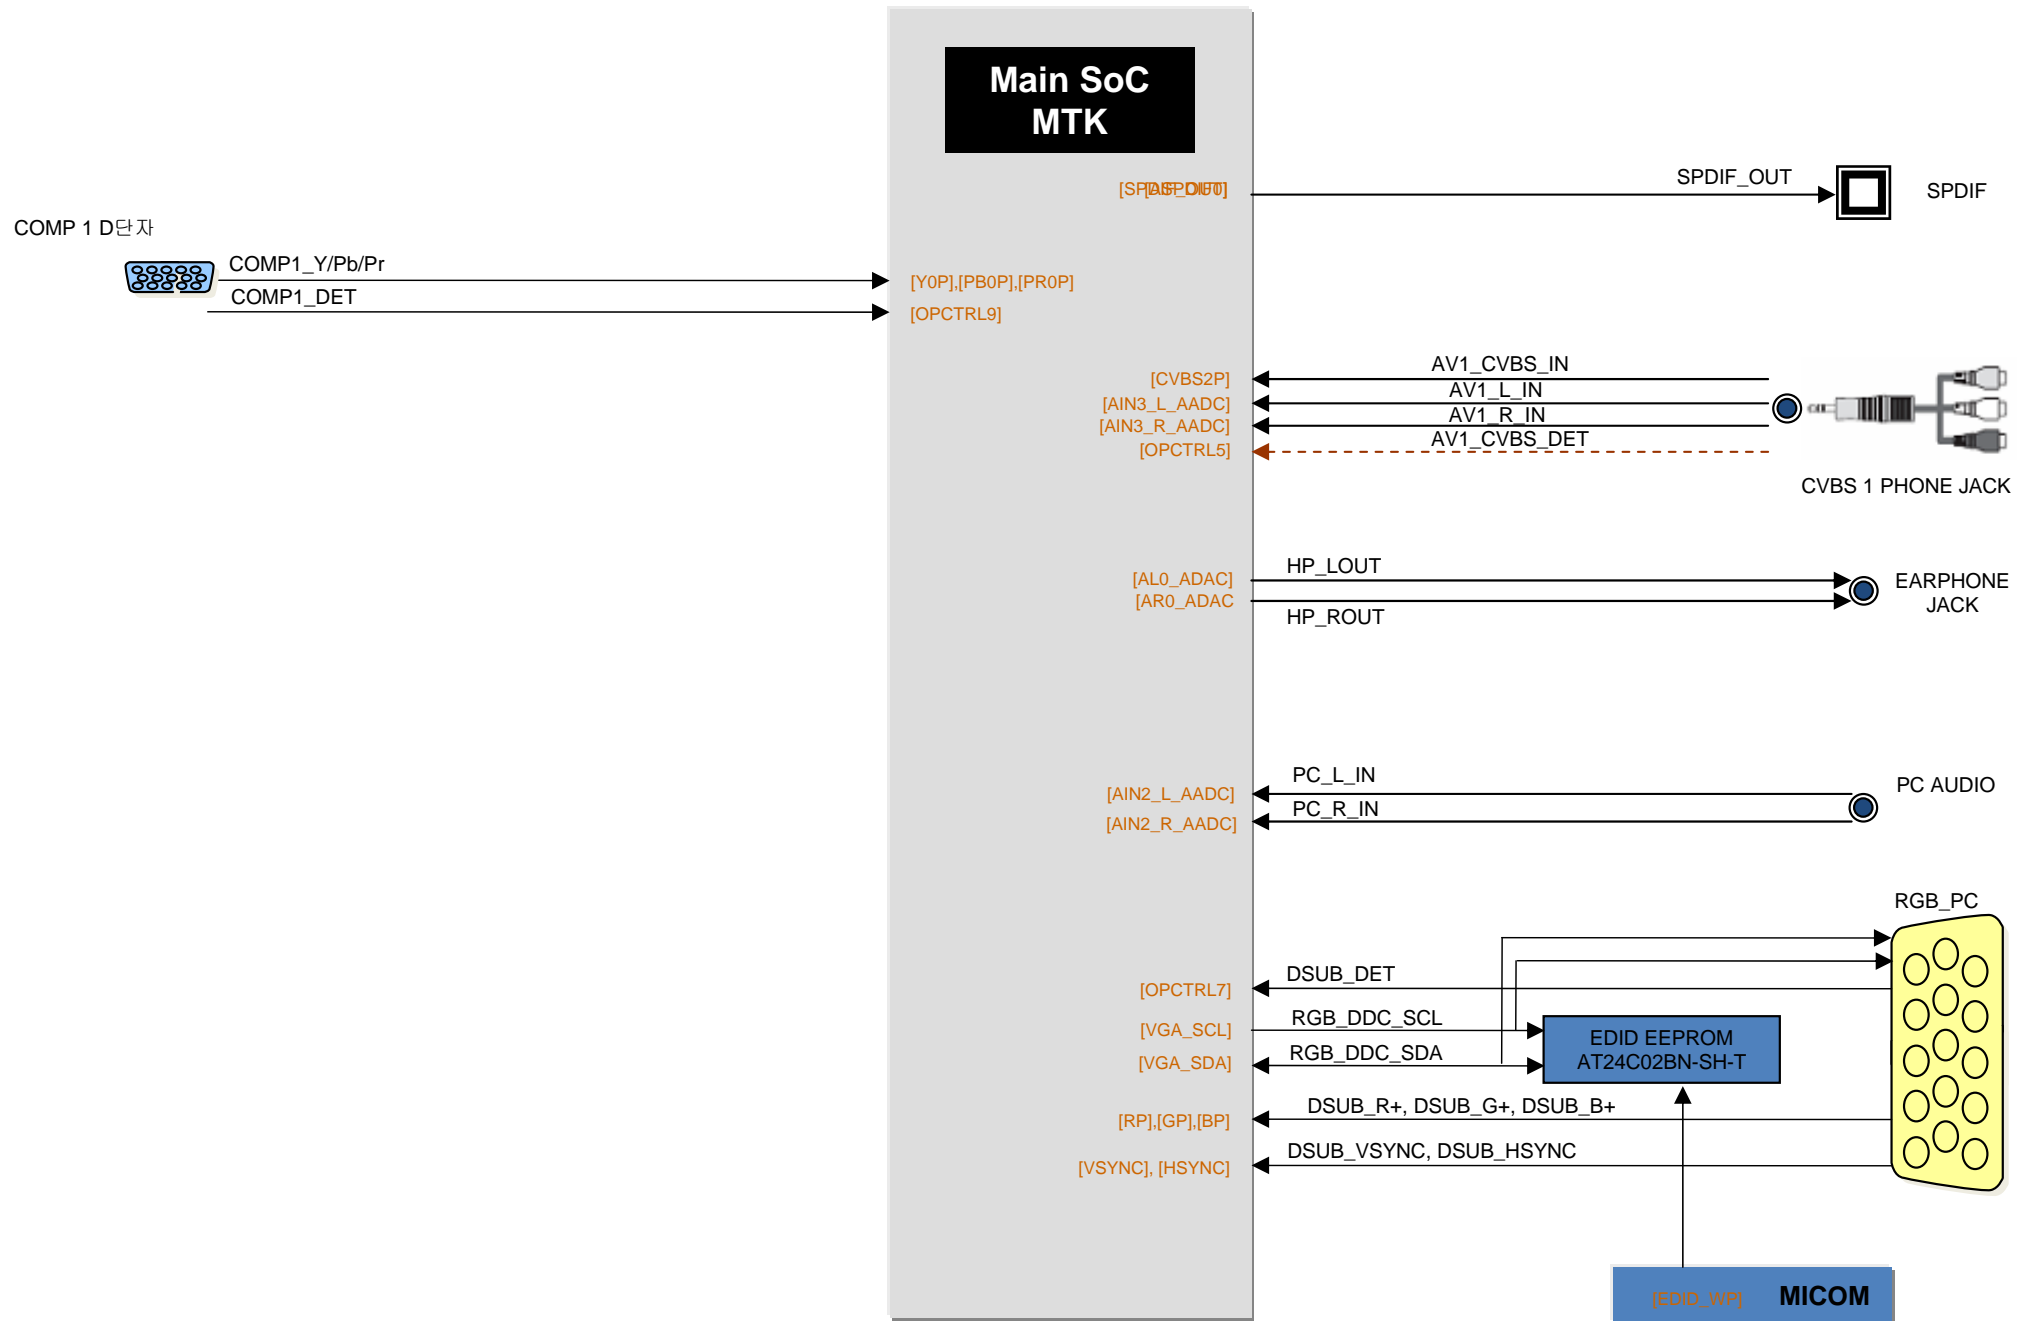 Main SoC
MTK
SPDIF_OUT
SPDIF
COMP 1 D단자
COMP1_Y/Pb/Pr
[Y0P],[PB0P],[PR0P]
COMP1_DET
[OPCTRL9]
[CVBS2P]
AV1_CVBS_IN
[AIN3_L_AADC]
AV1_L_IN
[AIN3_R_AADC]
AV1_R_IN
[OPCTRL5]
AV1_CVBS_DET
CVBS 1 PHONE JACK
[AL0_ADAC]
HP_LOUT
[AR0_ADAC
HP_ROUT
EARPHONE
JACK
[AIN2_L_AADC]
PC_L_IN
[AIN2_R_AADC]
PC_R_IN
PC AUDIO
RGB_PC
[OPCTRL7]
DSUB_DET
[VGA_SCL]
RGB_DDC_SCL
[VGA_SDA]
RGB_DDC_SDA
EDID EEPROM
AT24C02BN-SH-T
[RP],[GP],[BP]
DSUB_R+, DSUB_G+, DSUB_B+
[VSYNC], [HSYNC]
DSUB_VSYNC, DSUB_HSYNC
[EDID_WP]
MICOM